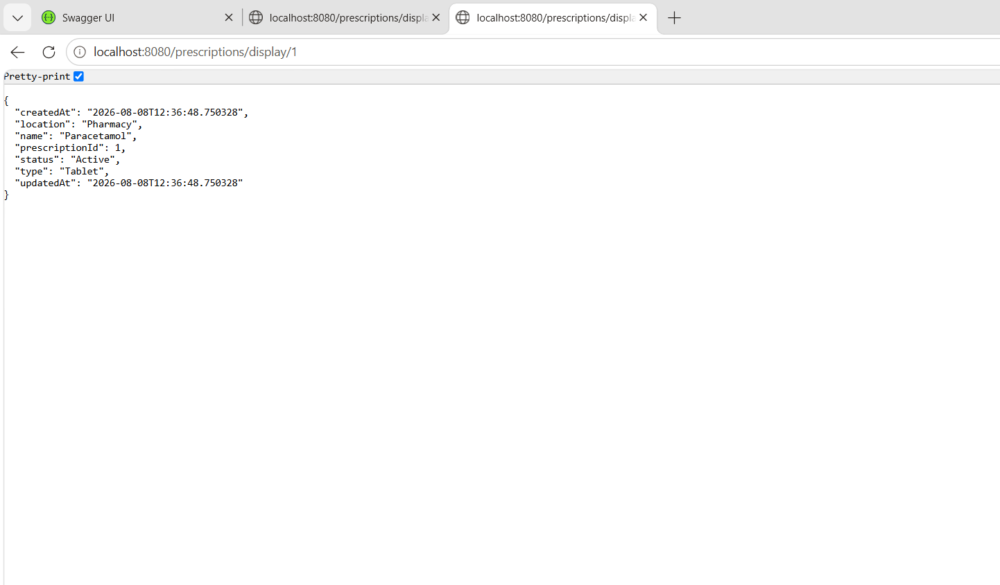 Swagger UI
localhost:8080/prescriptions/displa
localhost:8080/prescriptions/displa
localhost:8080/prescriptions/display/1
Pretty-print
{
  "createdAt": "2026-08-08T12:36:48.750328",
  "location": "Pharmacy",
  "name": "Paracetamol",
  "prescriptionId": 1,
  "status": "Active",
  "type": "Tablet",
  "updatedAt": "2026-08-08T12:36:48.750328"
}